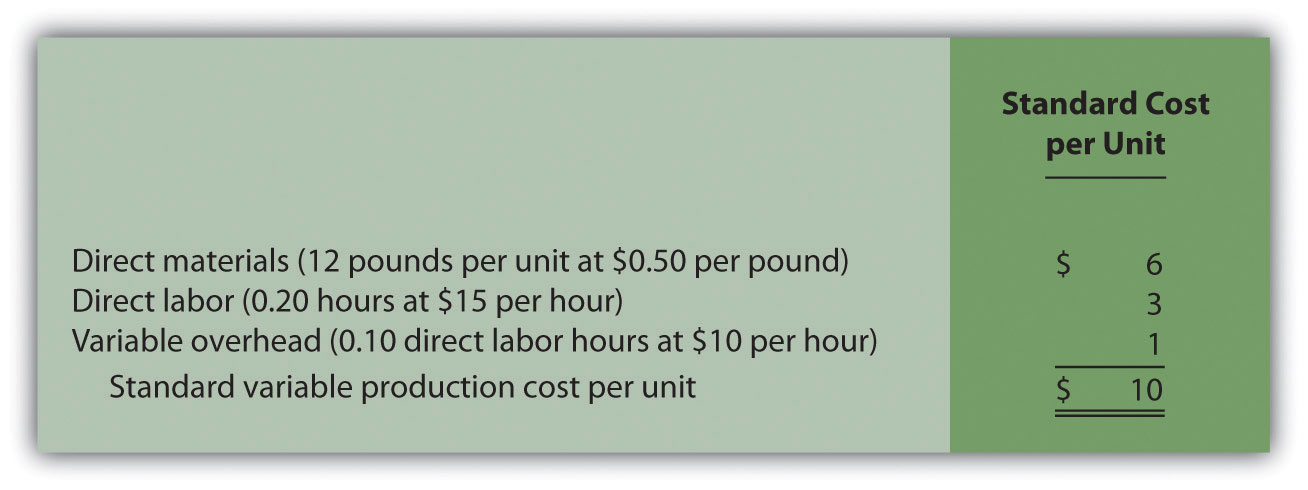 Standard Cost
per Unit
Direct materials (12 pounds per unit at $0.50 per pound) $ 6
Direct labor (0.20 hours at $15 per hour) 3
Variable overhead (0.10 direct labor hours at $10 per hour) 1
Standard variable production cost per unit $ 10